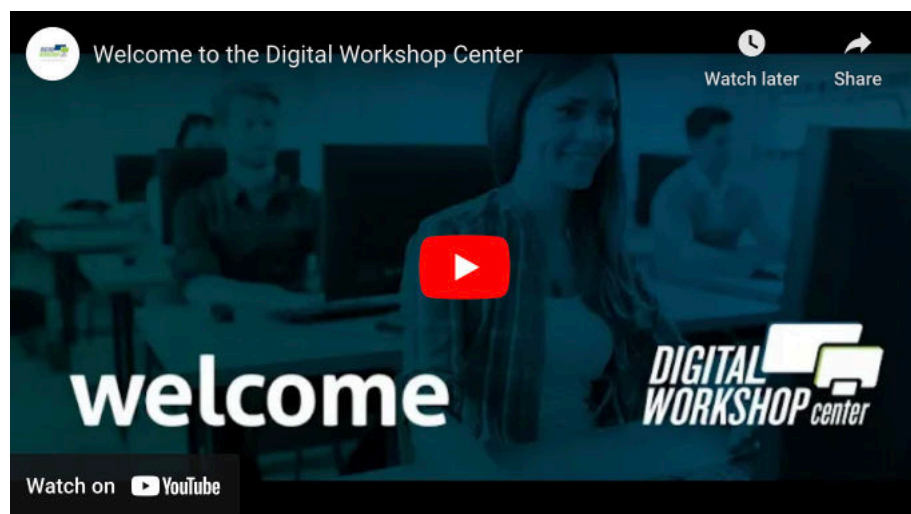 Welcome to the Digital Workshop Center
Watch later
Share
welcome
DIGITAL
WORKSHOP center
Watch on YouTube